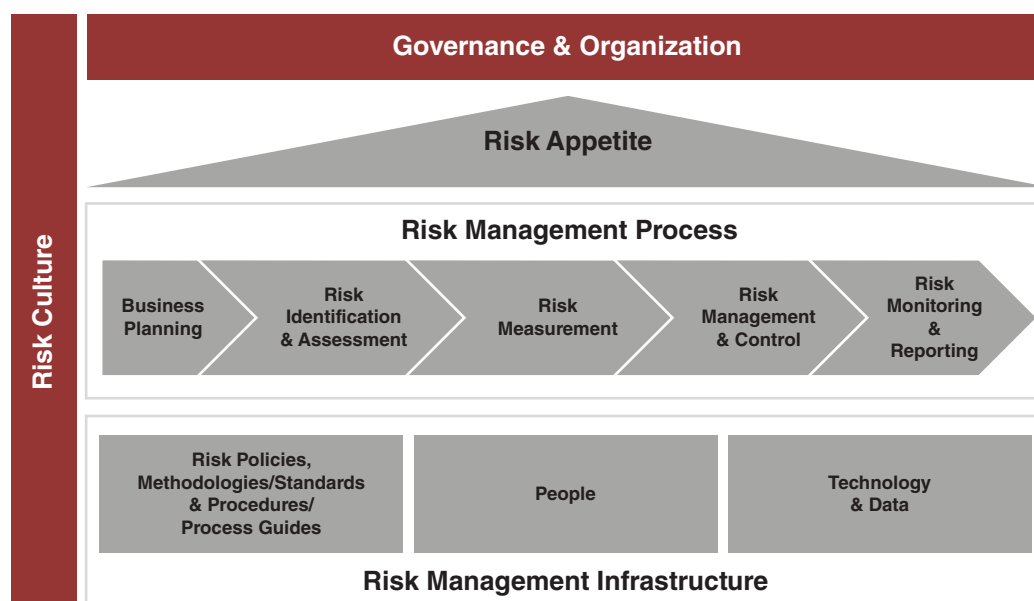 Governance & Organization
Risk Culture
Risk Appetite
Risk Management Process
Business
Planning
Risk
Identification
& Assessment
Risk
Measurement
Risk
Management
& Control
Risk
Monitoring
&
Reporting
Risk Policies,
Methodologies/Standards
& Procedures/
Process Guides
People
Technology
& Data
Risk Management Infrastructure